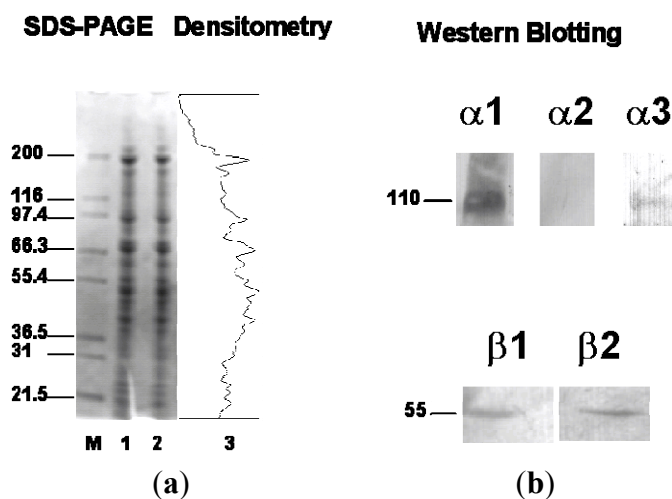 SDS-PAGE Densitometry
200
116
97.4
66.3
55.4
36.5
31
21.5
M 1 2 3
(a)
Western Blotting
α1 α2 α3
110
β1 β2
55
(b)